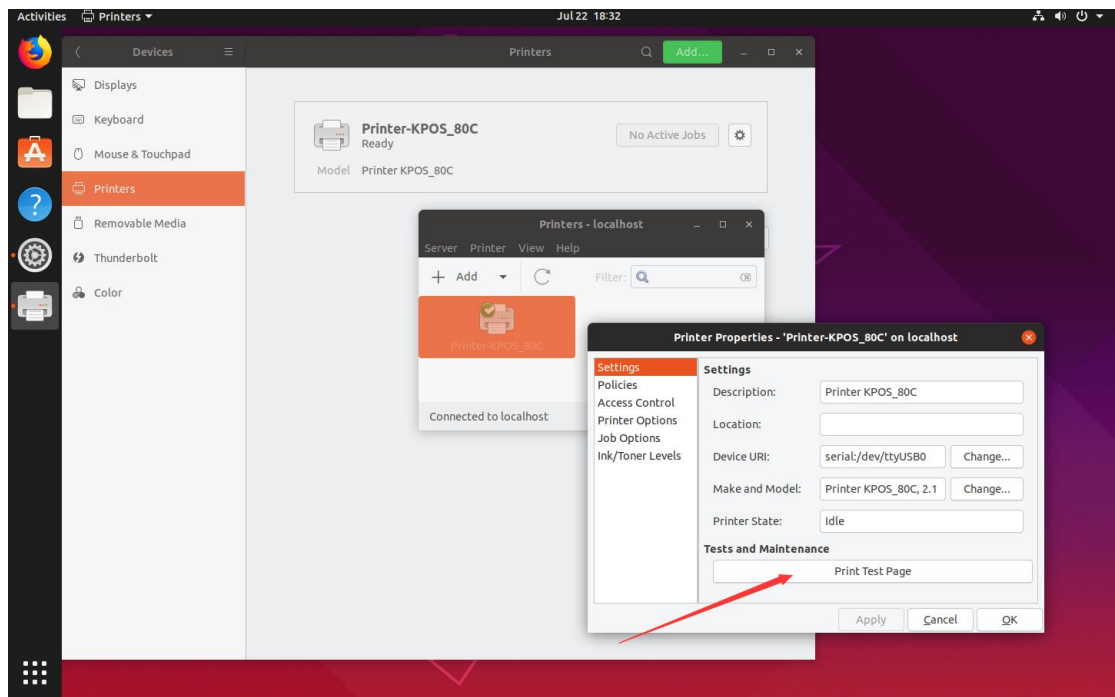 Activities Printers Jul 22 18:32
Devices
Displays
Keyboard
Mouse & Touchpad
Printers
Removable Media
Thunderbolt
Color
Printers Add...
Printer-KPOS_80C
Ready
No Active Jobs
Model Printer KPOS_80C
Printers - localhost
Server Printer View Help
Add Filter:
Printer-KPOS_80C
Connected to localhost
Printer Properties - 'Printer-KPOS_80C' on localhost
Settings
Policies
Access Control
Printer Options
Job Options
Ink/Toner Levels
Settings
Description: Printer KPOS_80C
Location:
Device URI: serial:/dev/ttyUSB0 Change...
Make and Model: Printer KPOS_80C, 2.1 Change...
Printer State: Idle
Tests and Maintenance
Print Test Page
Apply Cancel OK